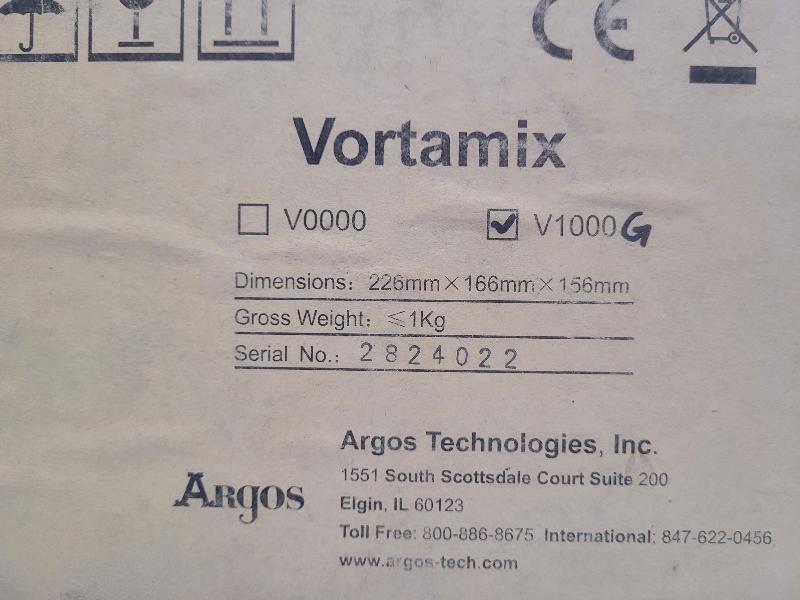 CE
Vortamix
V0000 V1000G
Dimensions: 226mm×166mm×156mm
Gross Weight: ≤1Kg
Serial No.: 2824022
Argos Technologies, Inc.
1551 South Scottsdale Court Suite 200
ARGOS
Elgin, IL 60123
Toll Free: 800-886-8675 International: 847-622-0456
www.argos-tech.com